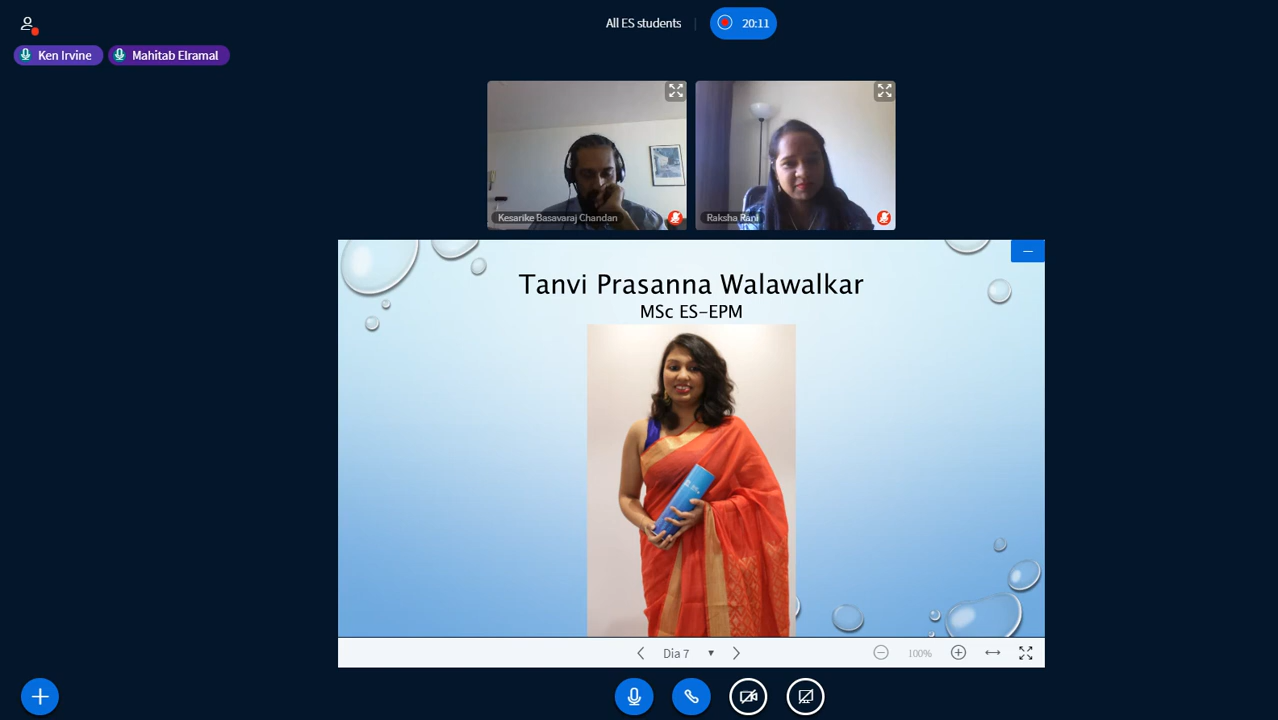 All ES students
20:11
Ken Irvine
Mahitab Elramal
Kesarike Basavaraj Chandan
Raksha Rani
Tanvi Prasanna Walawalkar
MSc ES-EPM
Dia 7
100%